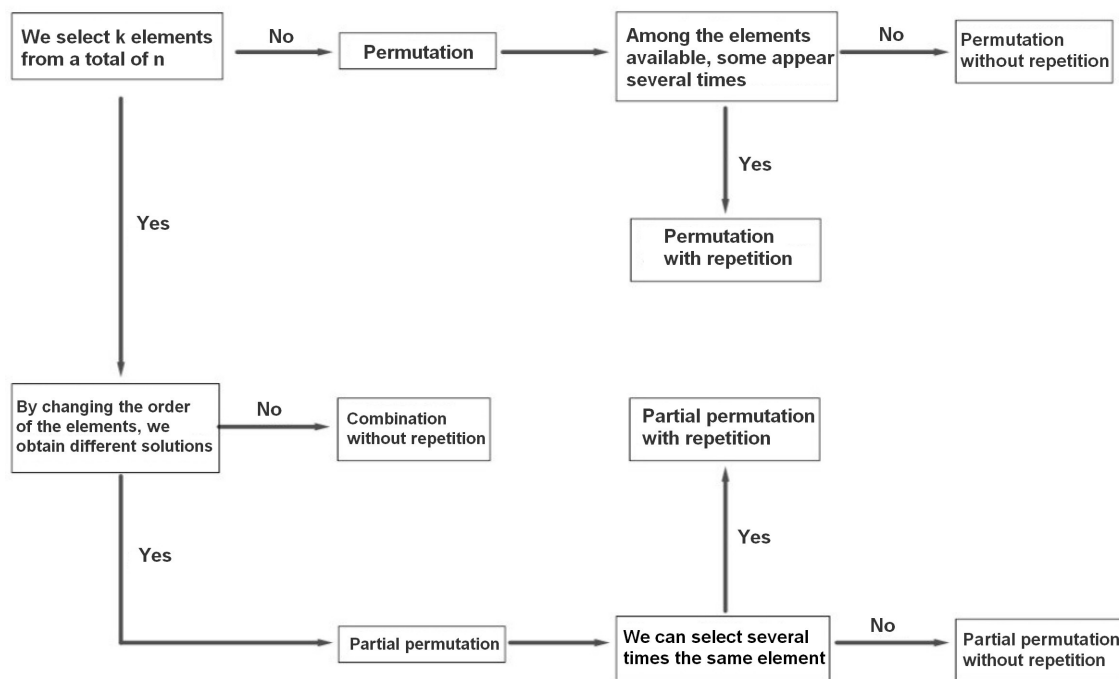 We select k elements
from a total of n
No
Permutation
Among the elements
available, some appear
several times
No
Permutation
without repetition
Yes
Permutation
with repetition
Yes
By changing the order
of the elements, we
obtain different solutions
No
Combination
without repetition
Partial permutation
with repetition
Yes
Yes
Partial permutation
We can select several
times the same element
No
Partial permutation
without repetition